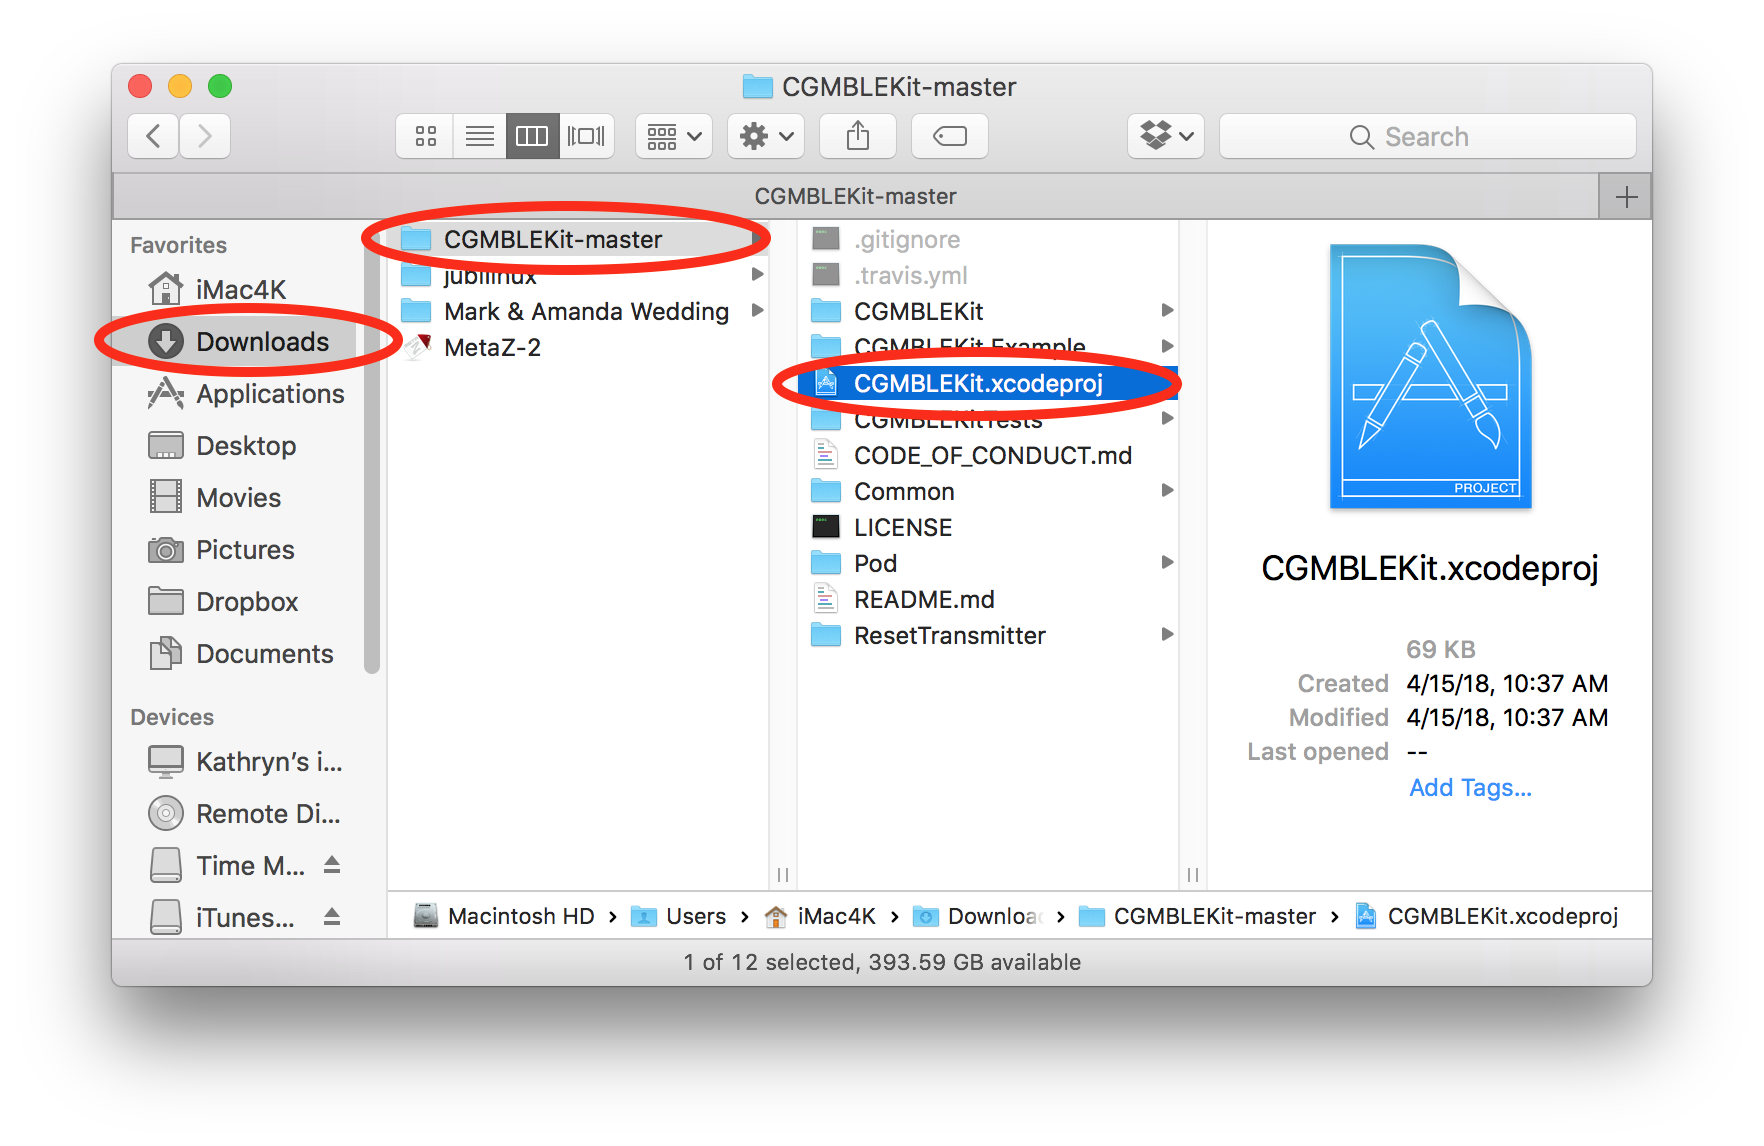 CGMBLEKit-master
Search
CGMBLEKit-master
Favorites
iMac4K
Downloads
Applications
Desktop
Movies
Pictures
Dropbox
Documents
Devices
Kathryn’s i...
Remote Di...
Time M...
iTunes...
CGMBLEKit-master
jubilinux
Mark & Amanda Wedding
MetaZ-2
.gitignore
.travis.yml
CGMBLEKit
CGMBLEKit Example
CGMBLEKit.xcodeproj
CGMBLEKitTests
CODE_OF_CONDUCT.md
Common
LICENSE
Pod
README.md
ResetTransmitter
PROJECT
CGMBLEKit.xcodeproj
69 KB
Created 4/15/18, 10:37 AM
Modified 4/15/18, 10:37 AM
Last opened --
Add Tags...
Macintosh HD › Users › iMac4K › Downloa › CGMBLEKit-master › CGMBLEKit.xcodeproj
1 of 12 selected, 393.59 GB available